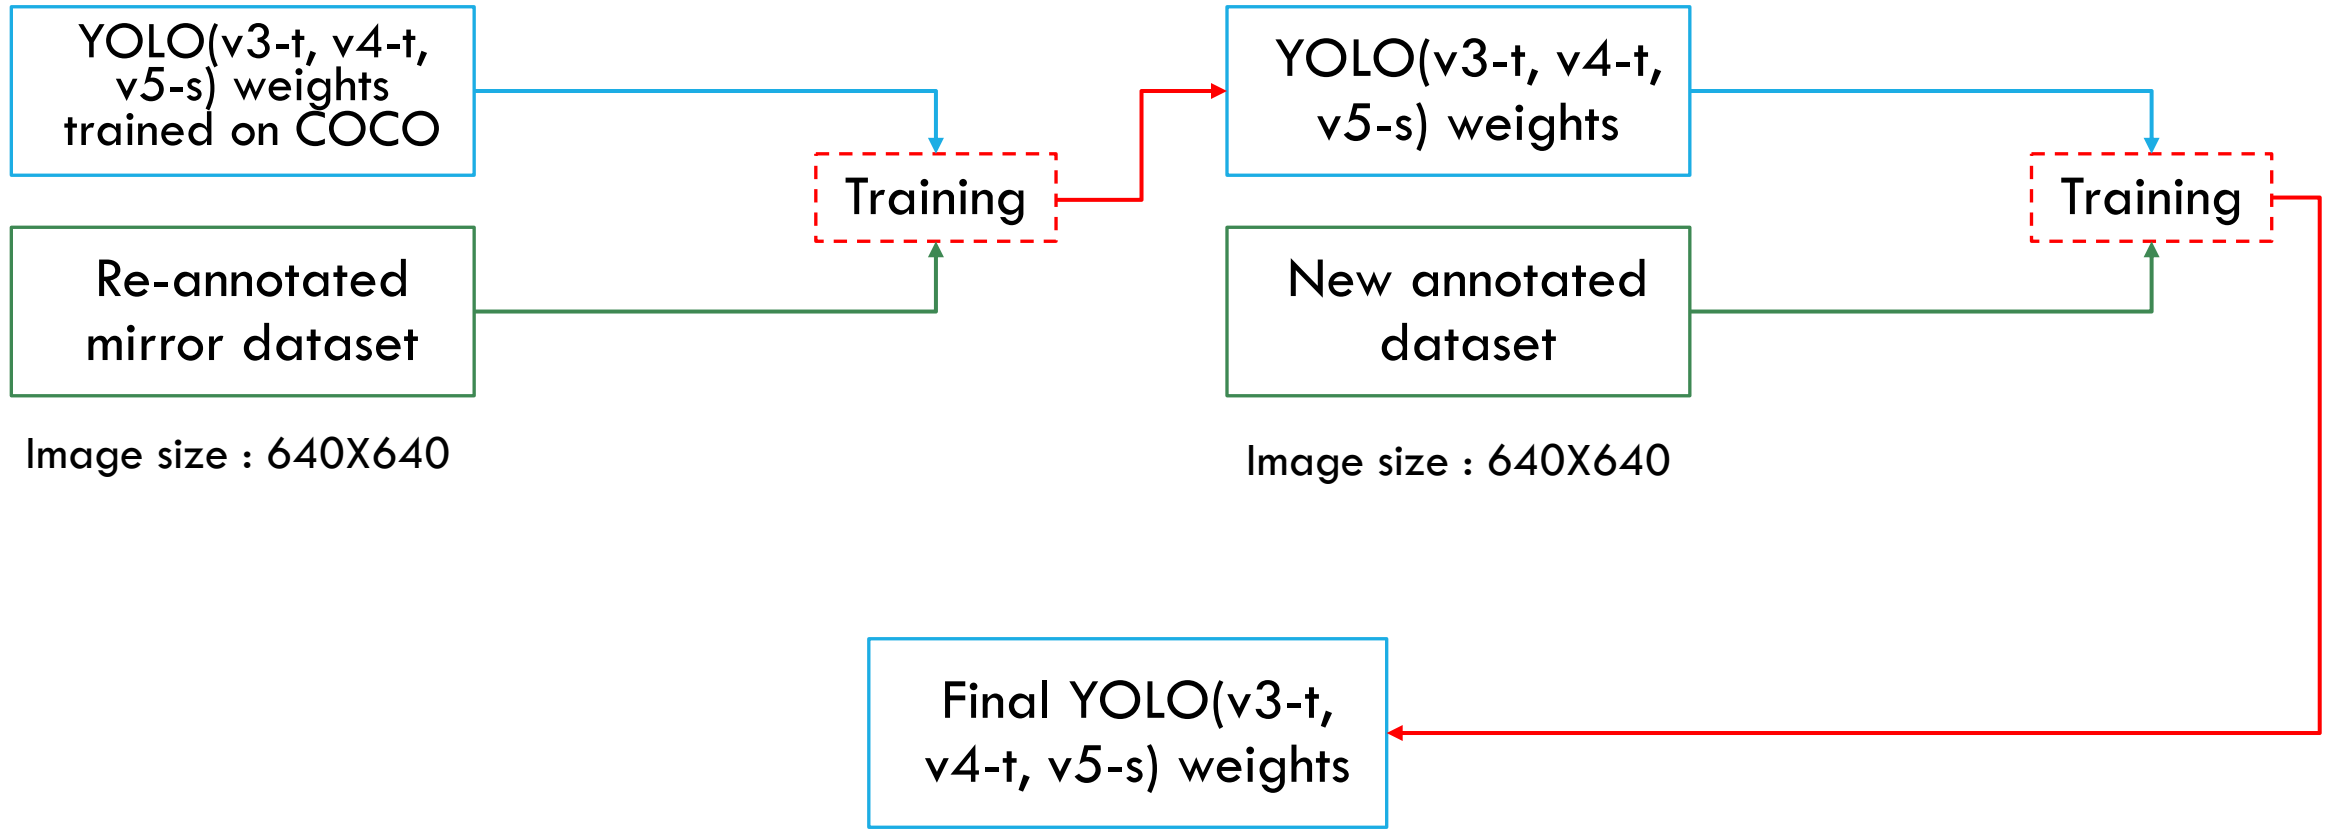 YOLO(v3-t, v4-t,
v5-s) weights
trained on COCO
Training
Re-annotated
mirror dataset
Image size : 640X640
YOLO(v3-t, v4-t,
v5-s) weights
Training
New annotated
dataset
Image size : 640X640
Final YOLO(v3-t,
v4-t, v5-s) weights